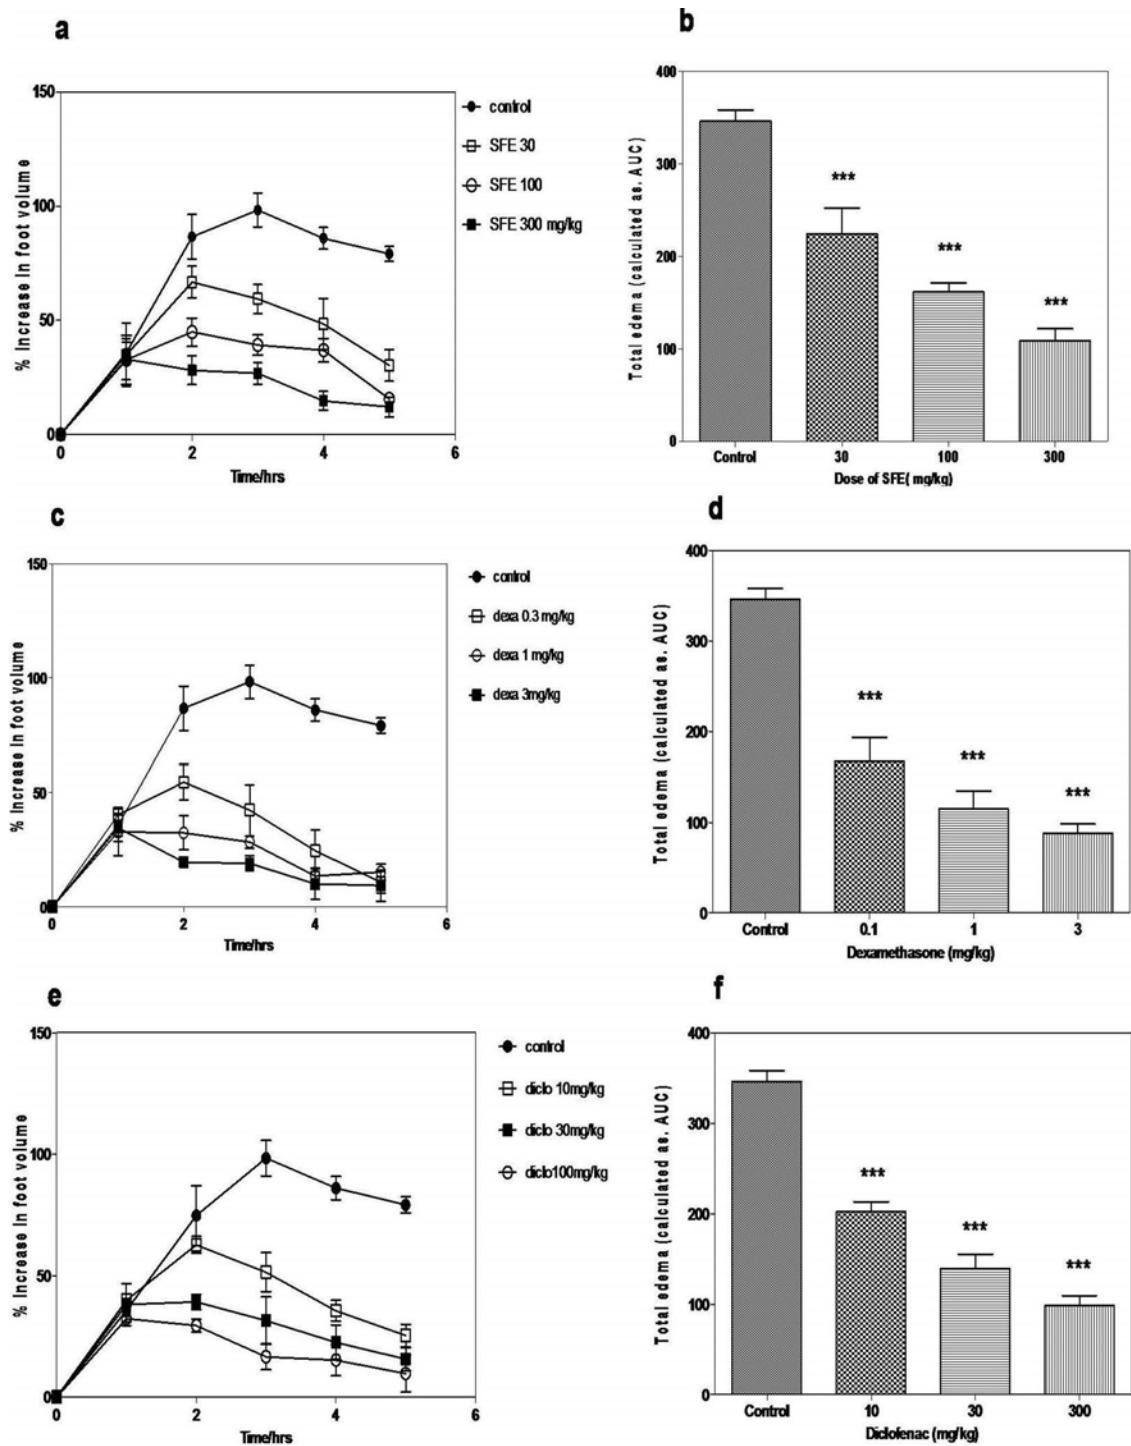 a
150
100
50
0
0
2
4
6
% Increase in foot volume
Time/hrs
control
SFE 30
SFE 100
SFE 300 mg/kg
b
400
300
200
100
0
Total edema (calculated as. AUC)
***
***
***
Control 30 100 300
Dose of SFE( mg/kg)
c
150
100
50
0
0 2 4 6
% Increase in foot volume
Time/hrs
control
dexa 0.3 mg/kg
dexa 1 mg/kg
dexa 3mg/kg
d
400
300
200
100
0
Total edema (calculated as. AUC)
***
***
***
Control 0.1 1 3
Dexamethasone (mg/kg)
e
150
100
50
0
0 2 4 6
% Increase in foot volume
Time/hrs
control
diclo 10mg/kg
diclo 30mg/kg
diclo100mg/kg
f
400
300
200
100
0
Total edema (calculated as. AUC)
***
***
***
Control 10 30 300
Diclofenac (mg/kg)